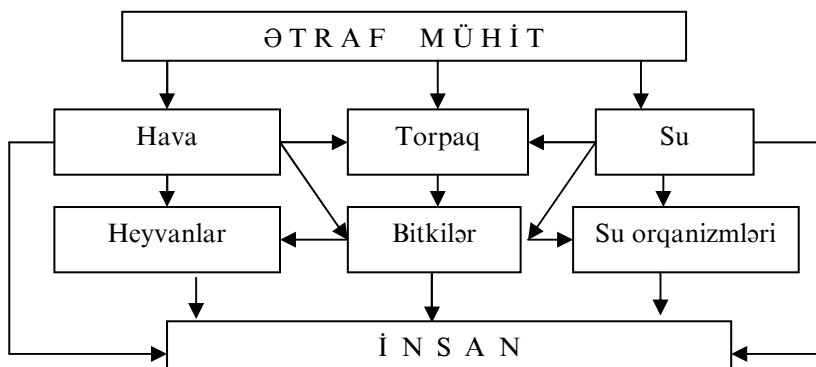 ƏTRAF MÜHİT
Hava Torpaq Su
Heyvanlar Bitkilər Su orqanizmləri
İNSAN